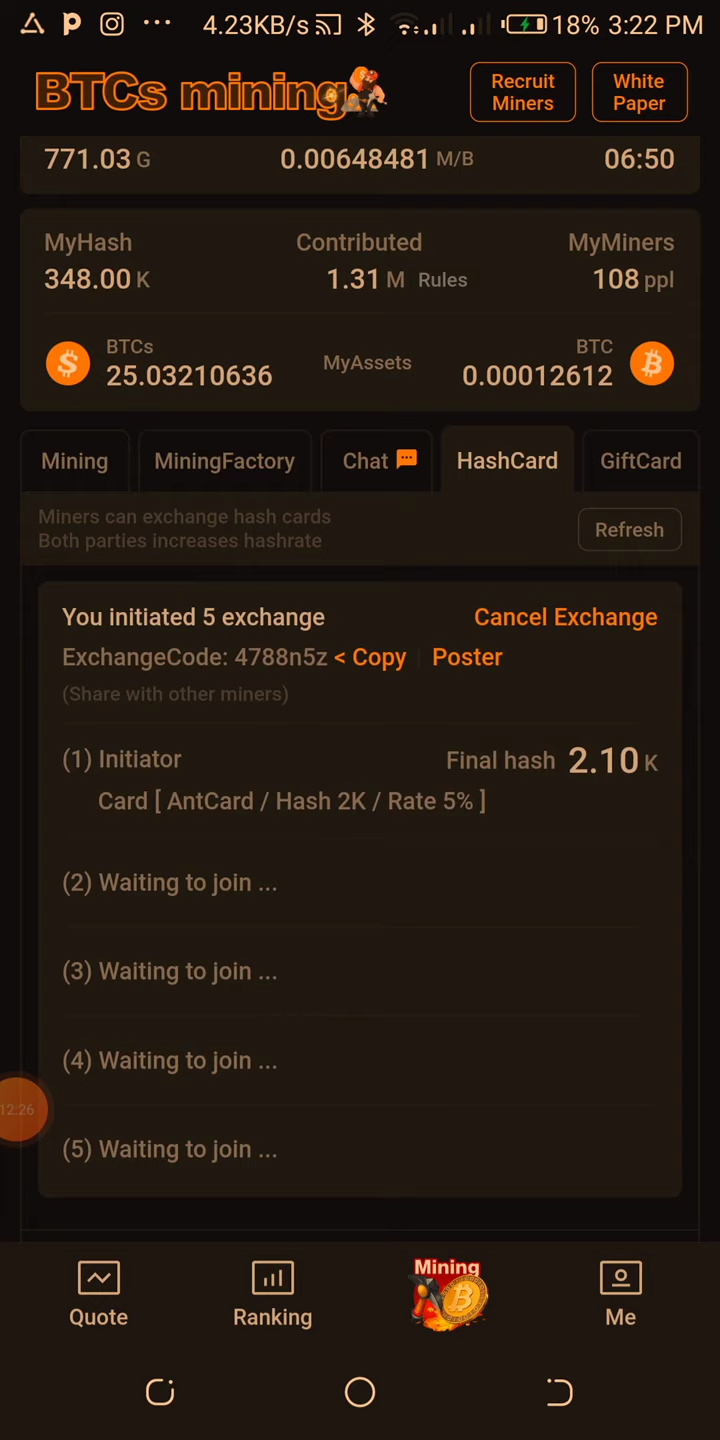 4.23KB/s 18% 3:22 PM
BTCs mining
Recruit Miners
White Paper
771.03 G 0.00648481 M/B 06:50
MyHash Contributed MyMiners
348.00 K 1.31 M Rules 108 ppl
BTCs MyAssets BTC
25.03210636 0.00012612
Mining MiningFactory Chat HashCard GiftCard
Miners can exchange hash cards
Both parties increases hashrate
Refresh
You initiated 5 exchange Cancel Exchange
ExchangeCode: 4788n5z < Copy Poster
(Share with other miners)
(1) Initiator Final hash 2.10 K
Card [ AntCard / Hash 2K / Rate 5% ]
(2) Waiting to join ...
(3) Waiting to join ...
(4) Waiting to join ...
12:26
(5) Waiting to join ...
Mining
Quote Ranking Me